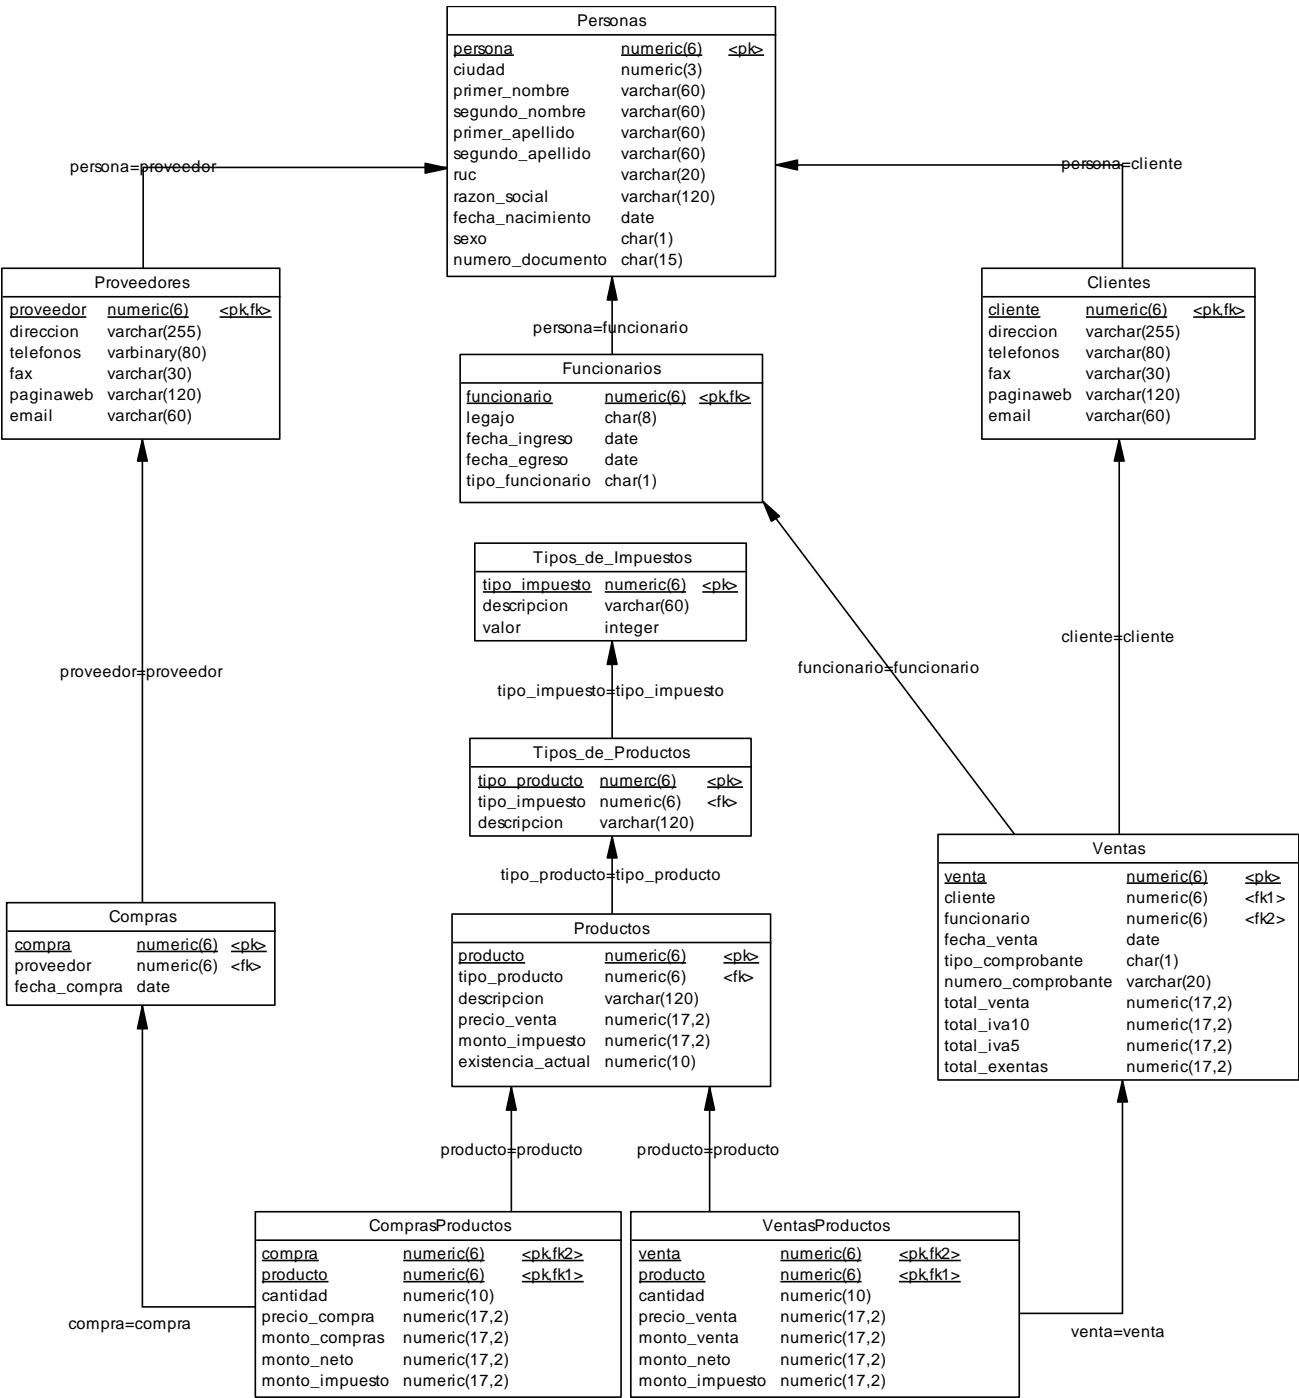 Personas
persona numeric(6) <pk>
ciudad numeric(3)
primer_nombre varchar(60)
segundo_nombre varchar(60)
primer_apellido varchar(60)
segundo_apellido varchar(60)
ruc varchar(20)
razon_social varchar(120)
fecha_nacimiento date
sexo char(1)
numero_documento char(15)
persona=proveedor
persona=cliente
Proveedores
proveedor numeric(6) <pk,fk>
direccion varchar(255)
telefonos varbinary(80)
fax varchar(30)
paginaweb varchar(120)
email varchar(60)
Clientes
cliente numeric(6) <pk,fk>
direccion varchar(255)
telefonos varchar(80)
fax varchar(30)
paginaweb varchar(120)
email varchar(60)
persona=funcionario
Funcionarios
funcionario numeric(6) <pk,fk>
legajo char(8)
fecha_ingreso date
fecha_egreso date
tipo_funcionario char(1)
Tipos_de_Impuestos
tipo_impuesto numeric(6) <pk>
descripcion varchar(60)
valor integer
proveedor=proveedor
tipo_impuesto=tipo_impuesto
funcionario=funcionario
cliente=cliente
Tipos_de_Productos
tipo_producto numerc(6) <pk>
tipo_impuesto numeric(6) <fk>
descripcion varchar(120)
tipo_producto=tipo_producto
Compras
compra numeric(6) <pk>
proveedor numeric(6) <fk>
fecha_compra date
Productos
producto numeric(6) <pk>
tipo_producto numeric(6) <fk>
descripcion varchar(120)
precio_venta numeric(17,2)
monto_impuesto numeric(17,2)
existencia_actual numeric(10)
Ventas
venta numeric(6) <pk>
cliente numeric(6) <fk1>
funcionario numeric(6) <fk2>
fecha_venta date
tipo_comprobante char(1)
numero_comprobante varchar(20)
total_venta numeric(17,2)
total_iva10 numeric(17,2)
total_iva5 numeric(17,2)
total_exentas numeric(17,2)
producto=producto
producto=producto
ComprasProductos
compra numeric(6) <pk,fk2>
producto numeric(6) <pk,fk1>
cantidad numeric(10)
precio_compra numeric(17,2)
monto_compras numeric(17,2)
monto_neto numeric(17,2)
monto_impuesto numeric(17,2)
VentasProductos
venta numeric(6) <pk,fk2>
producto numeric(6) <pk,fk1>
cantidad numeric(10)
precio_venta numeric(17,2)
monto_venta numeric(17,2)
monto_neto numeric(17,2)
monto_impuesto numeric(17,2)
compra=compra
venta=venta